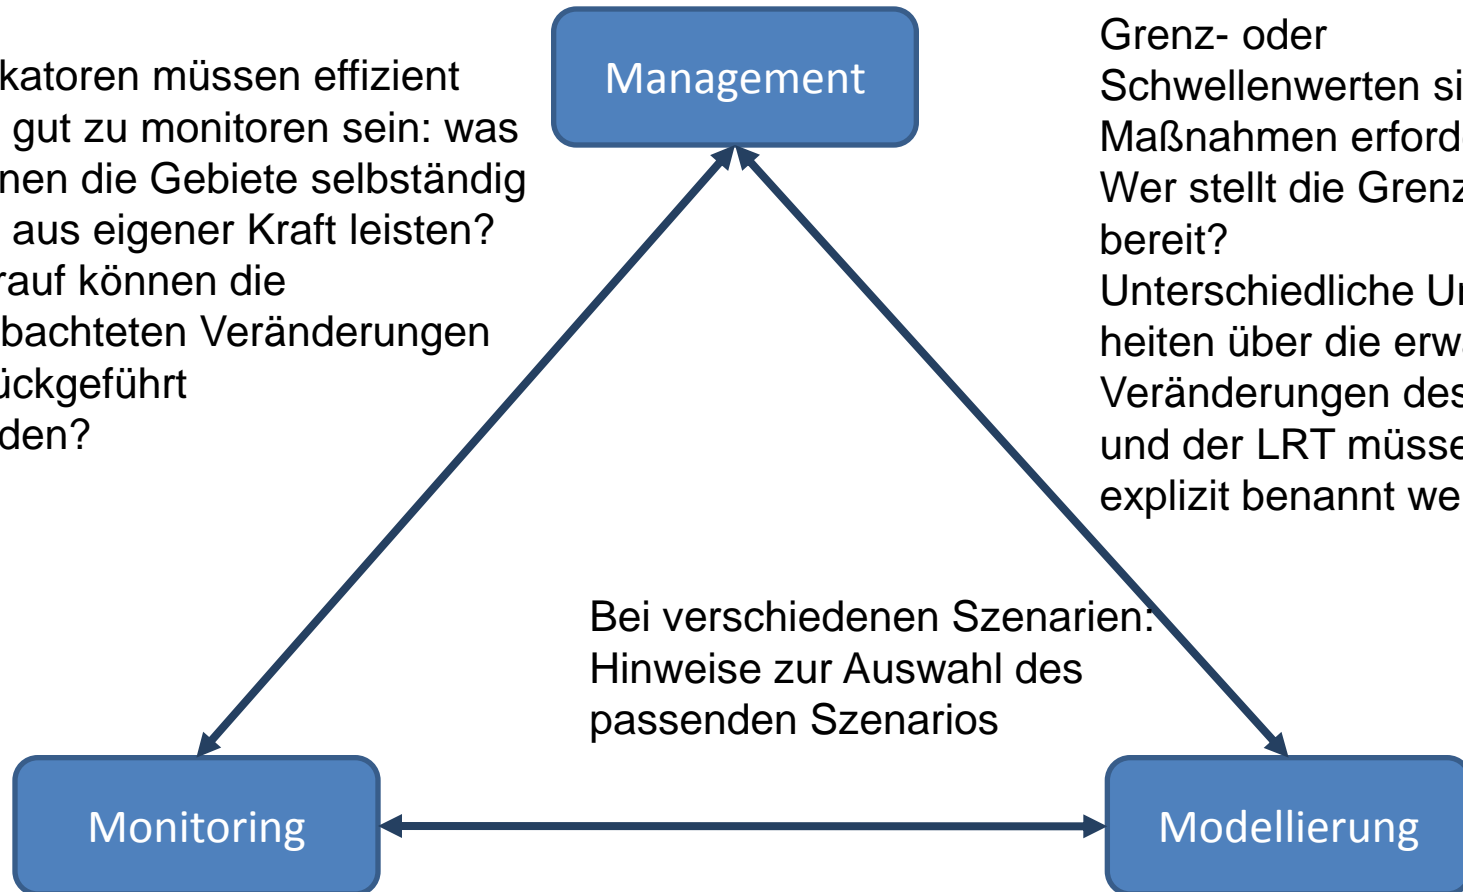 Management
katoren müssen effizient
gut zu monitoren sein: was
nen die Gebiete selbständig
aus eigener Kraft leisten?
rauf können die
bachteten Veränderungen
ückgeführt
den?
Grenz- oder
Schwellenwerten si
Maßnahmen erforde
Wer stellt die Grenz
bereit?
Unterschiedliche Un
heiten über die erwa
Veränderungen des
und der LRT müsse
explizit benannt we
Bei verschiedenen Szenarien:
Hinweise zur Auswahl des
passenden Szenarios
Monitoring
Modellierung